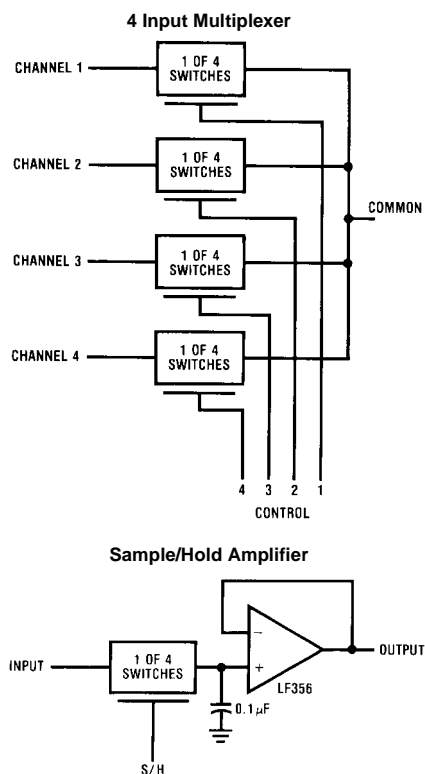 4 Input Multiplexer
CHANNEL 1
1 OF 4
SWITCHES
CHANNEL 2
1 OF 4
SWITCHES
COMMON
CHANNEL 3
1 OF 4
SWITCHES
CHANNEL 4
1 OF 4
SWITCHES
4 3 2 1
CONTROL
Sample/Hold Amplifier
INPUT
1 OF 4
SWITCHES
−
+
LF356
OUTPUT
0.1 μF
S/H